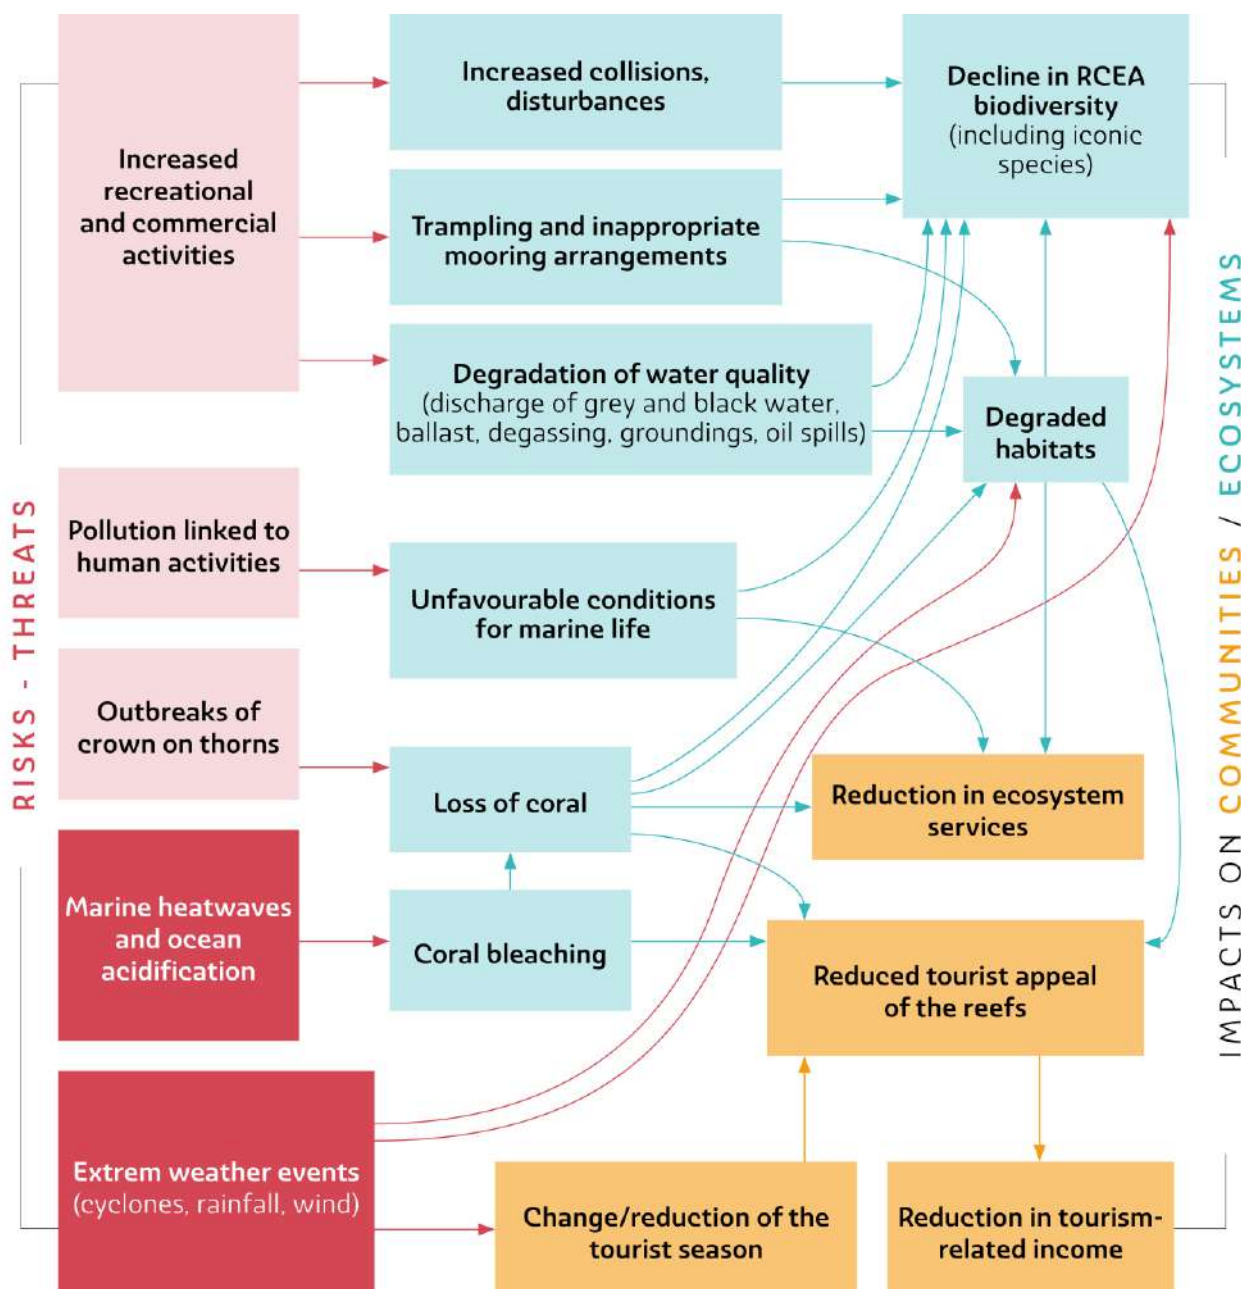 RISKS - THREATS
Increased
recreational
and commercial
activities
Pollution linked to
human activities
Outbreaks of
crown on thorns
Marine heatwaves
and ocean
acidification
Extrem weather events
(cyclones, rainfall, wind)
Increased collisions,
disturbances
Trampling and inappropriate
mooring arrangements
Degradation of water quality
(discharge of grey and black water,
ballast, degassing, groundings, oil spills)
Unfavourable conditions
for marine life
Loss of coral
Coral bleaching
Change/reduction of the
tourist season
Decline in RCEA
biodiversity
(including iconic
species)
Degraded
habitats
Reduction in ecosystem
services
Reduced tourist appeal
of the reefs
Reduction in tourism-
related income
IMPACTS ON COMMUNITIES / ECOSYSTEMS